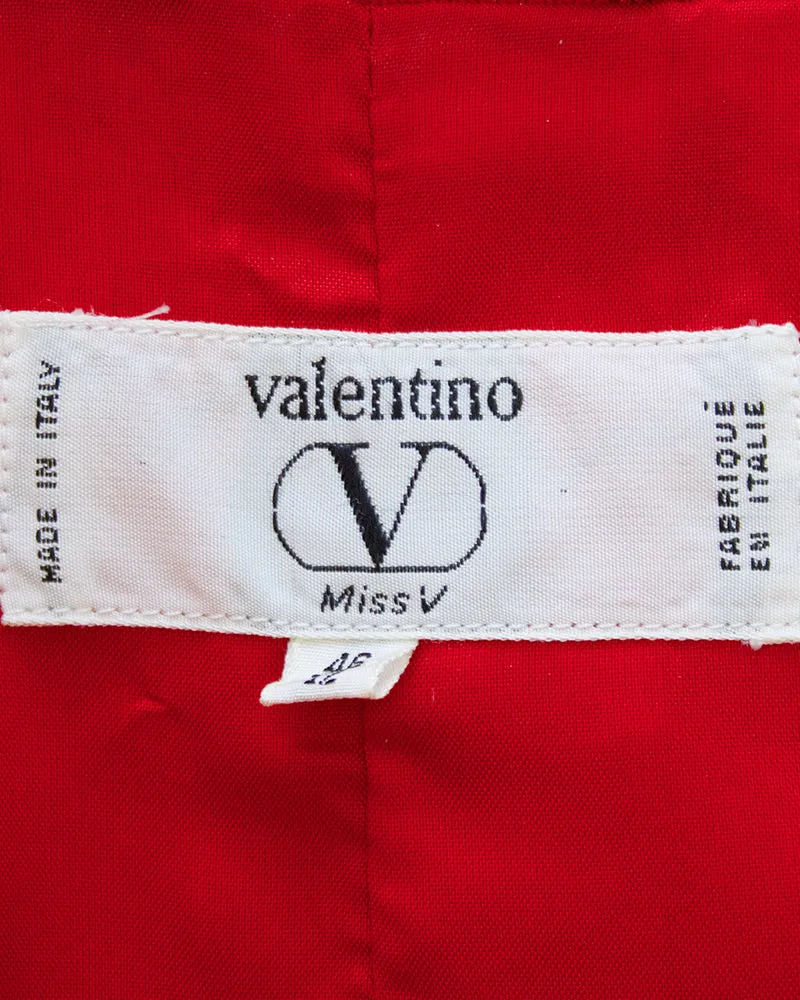 MADE IN ITALY
valentino
V
Miss V
FABRIQUÉ
EN ITALIE
46